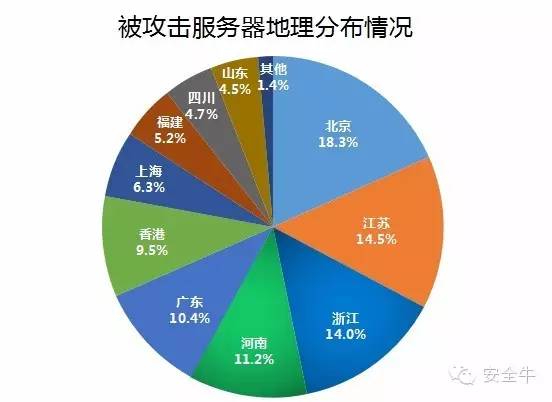 被攻击服务器地理分布情况
北京
18.3%
江苏
14.5%
浙江
14.0%
河南
11.2%
广东
10.4%
香港
9.5%
上海
6.3%
福建
5.2%
四川
4.7%
山东
4.5%
其他
1.4%
安全牛